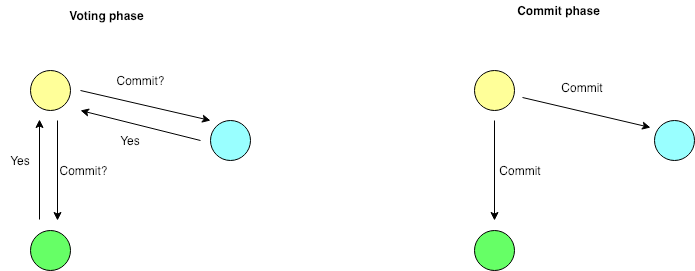 Voting phase
Commit?
Yes
Yes
Commit?
Commit phase
Commit
Commit